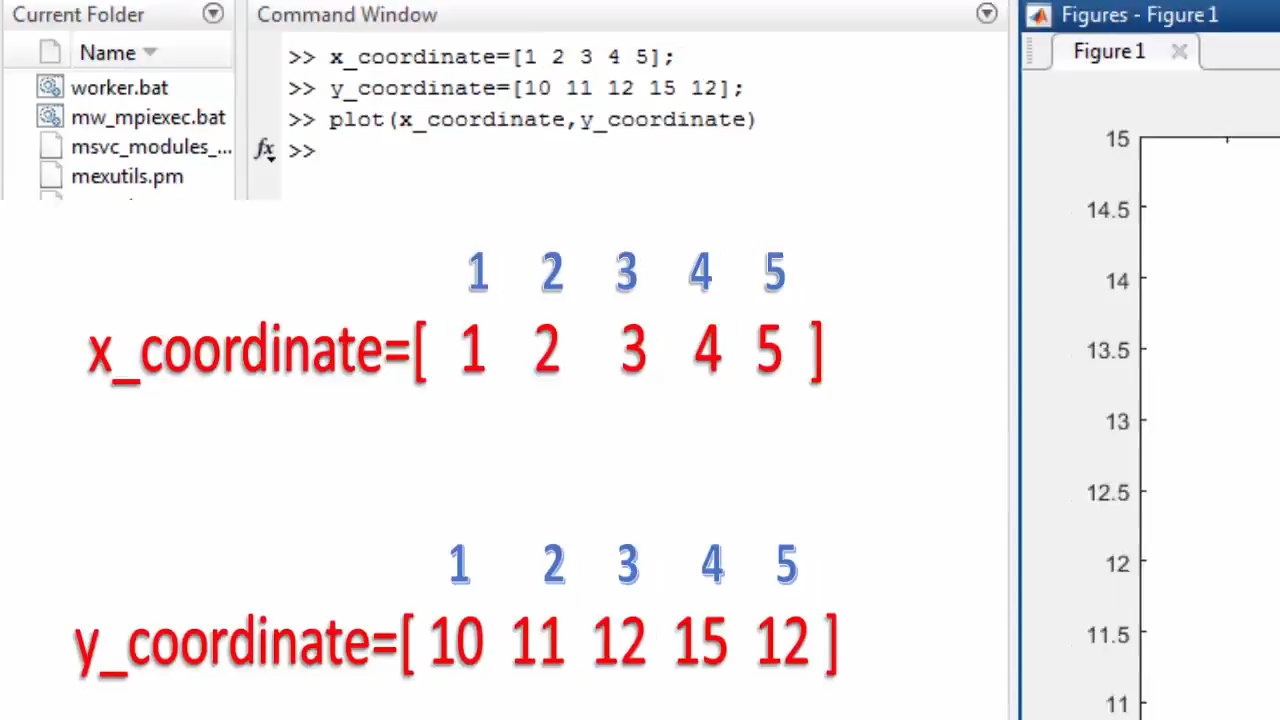 Current Folder
Name
worker.bat
mw_mpiexec.bat
msvc_modules_...
mexutils.pm
Command Window
>> x_coordinate=[1 2 3 4 5];
>> y_coordinate=[10 11 12 15 12];
>> plot(x_coordinate,y_coordinate)
fx >>
Figures - Figure 1
Figure 1
15
14.5
14
13.5
13
12.5
12
11.5
11
1 2 3 4 5
x_coordinate=[ 1 2 3 4 5 ]
1 2 3 4 5
y_coordinate=[ 10 11 12 15 12 ]